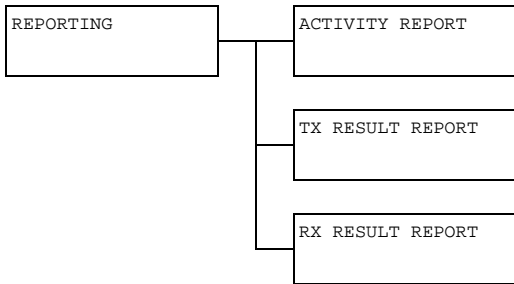 REPORTING
ACTIVITY REPORT
TX RESULT REPORT
RX RESULT REPORT